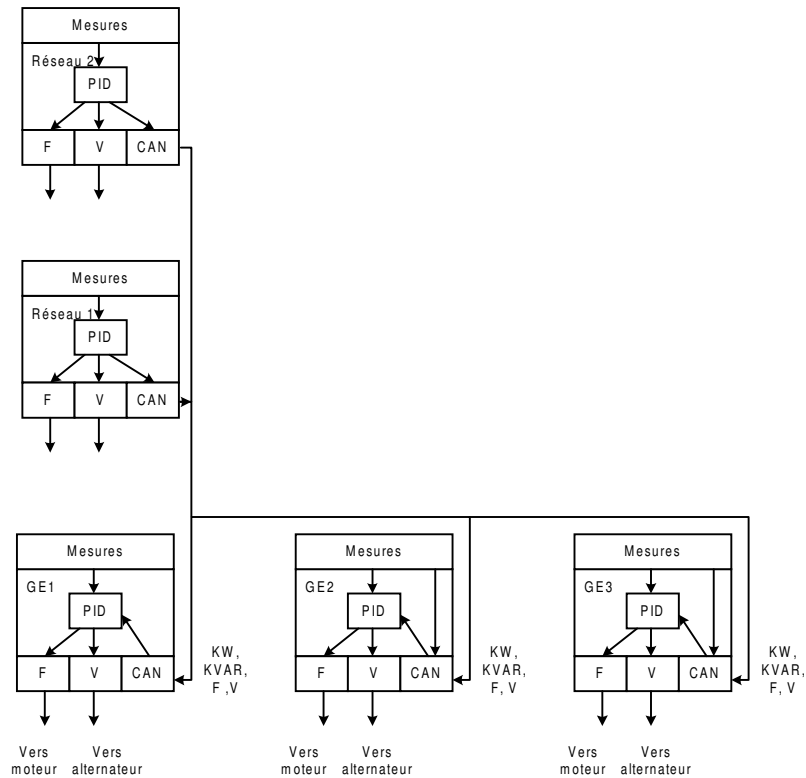 Mesures
Réseau 2
PID
F V CAN
Mesures
Réseau 1
PID
F V CAN
Mesures
GE1
PID
F V CAN
KW,
KVAR,
F ,V
Vers
moteur
Vers
alternateur
Mesures
GE2
PID
F V CAN
KW,
KVAR,
F, V
Vers
moteur
Vers
alternateur
Mesures
GE3
PID
F V CAN
KW,
KVAR,
F, V
Vers
moteur
Vers
alternateur